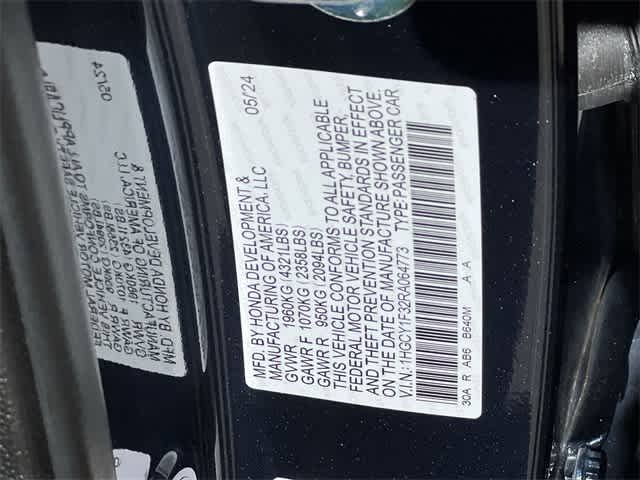 MFD. BY HONDA DEVELOPMENT & 05/24
MANUFACTURING OF AMERICA, LLC
GVWR 1960KG (4321LBS)
GAWR F 1070KG (2358LBS)
GAWR R 950KG (2094LBS)
THIS VEHICLE CONFORMS TO ALL APPLICABLE
FEDERAL MOTOR VEHICLE SAFETY, BUMPER,
AND THEFT PREVENTION STANDARDS IN EFFECT
ON THE DATE OF MANUFACTURE SHOWN ABOVE.
V.I.N.: 1HGCY1F32RA064773 TYPE:PASSENGER CAR
30A R AB6 B640M A A